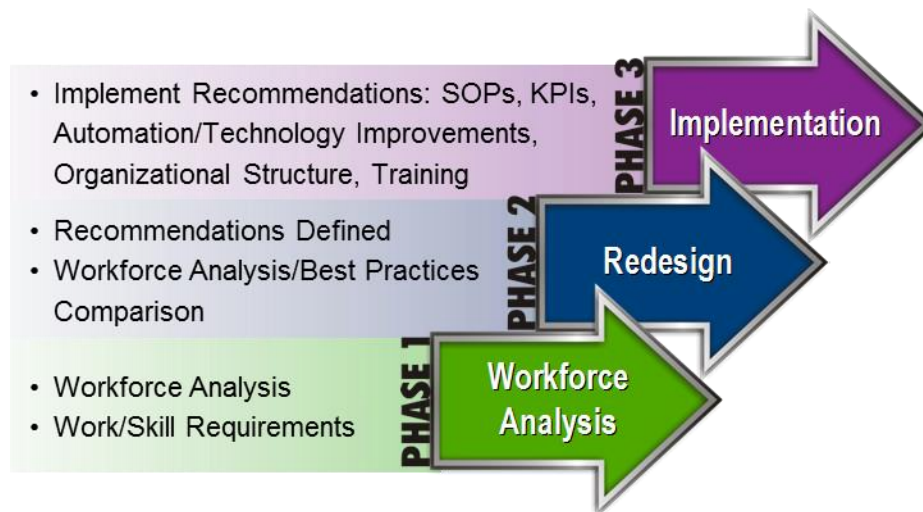 • Implement Recommendations: SOPs, KPIs,
Automation/Technology Improvements,
Organizational Structure, Training
PHASE 3
Implementation
• Recommendations Defined
• Workforce Analysis/Best Practices
Comparison
PHASE 2
Redesign
• Workforce Analysis
• Work/Skill Requirements
PHASE 1
Workforce
Analysis